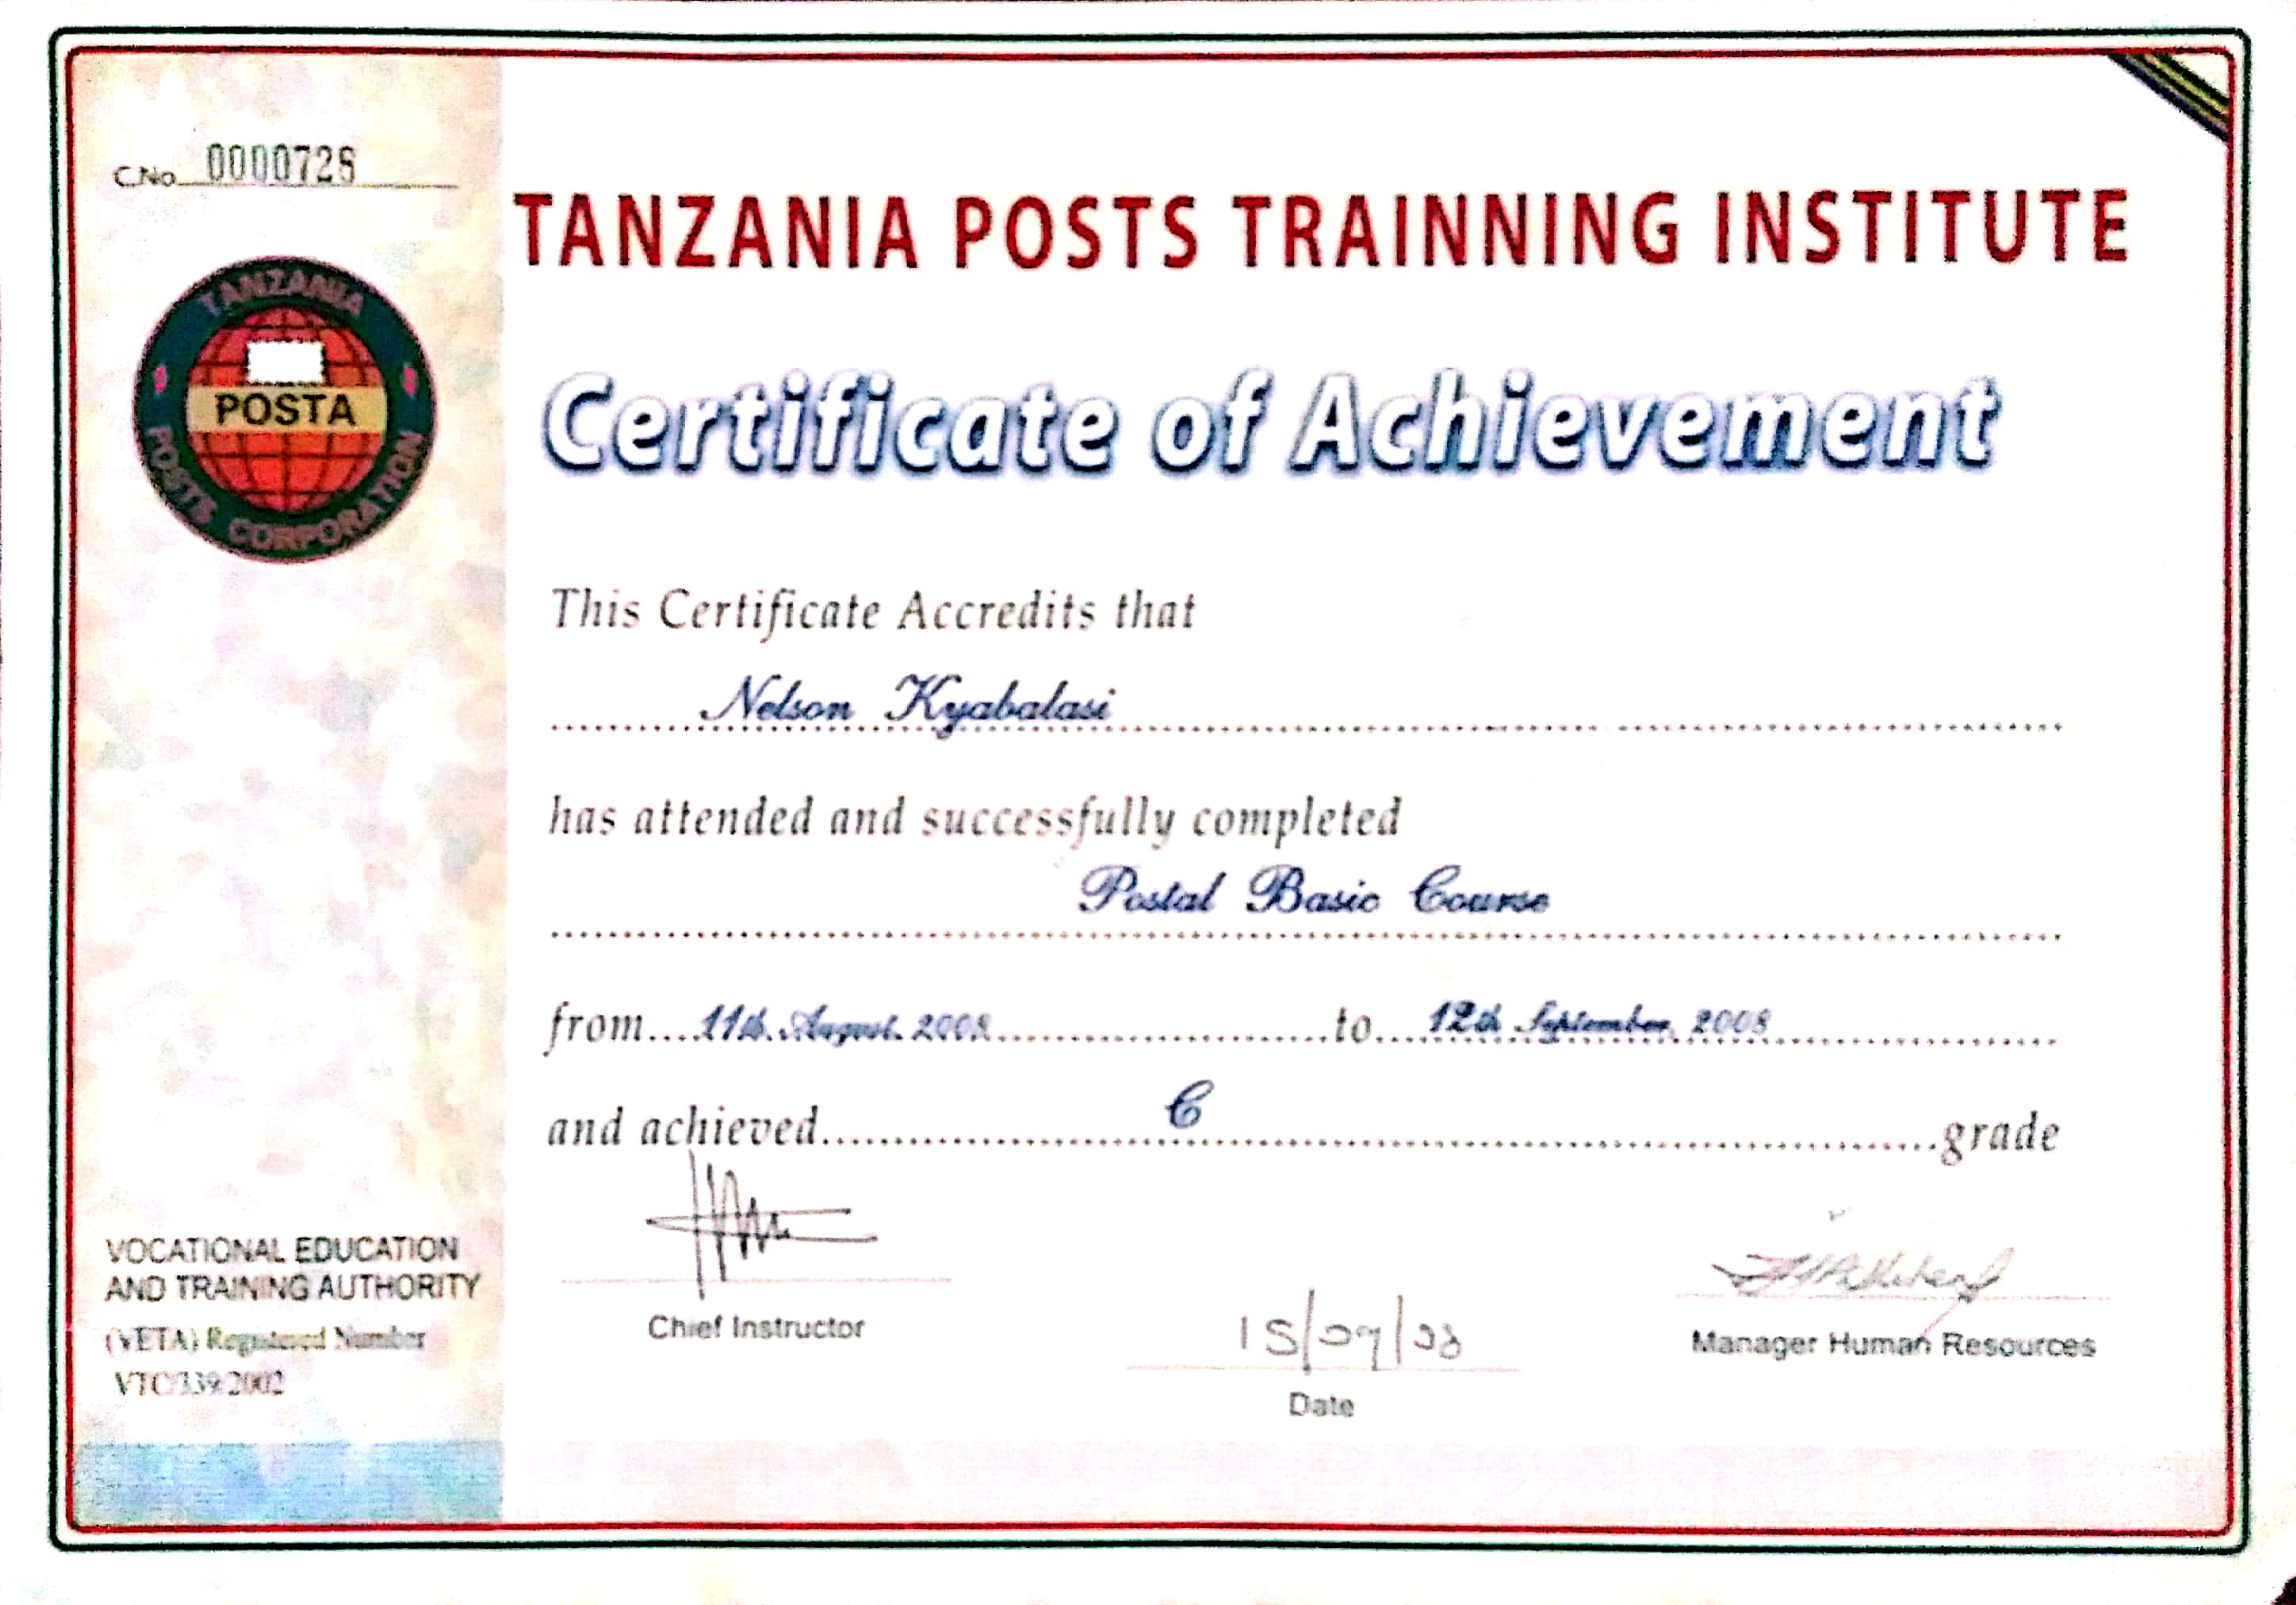 C.No. 0000728
TANZANIA
POSTA
POSTS CORPORATION
TANZANIA POSTS TRAINNING INSTITUTE
Certificate of Achievement
This Certificate Accredits that
Nelson Kyabalasi
has attended and successfully completed
Postal Basic Course
from....11th August 2008....to....12th September, 2008
and achieved....C....grade
VOCATIONAL EDUCATION
AND TRAINING AUTHORITY
(VETA) Registered Number
VTC/339/2002
Chief Instructor
15/09/08
Date
Manager Human Resources